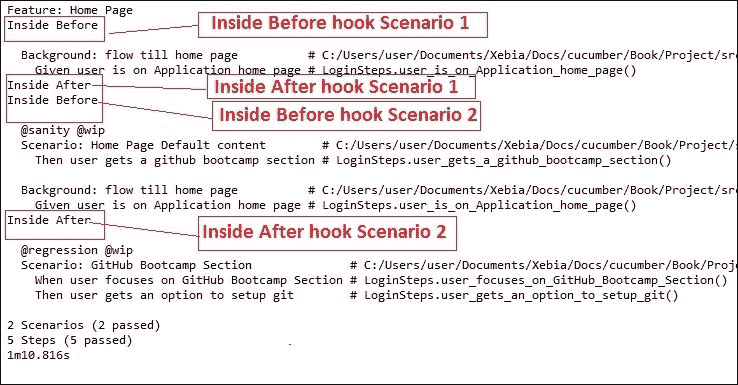 Feature: Home Page
Inside Before
Inside Before hook Scenario 1
Background: flow till home page # C:/Users/user/Documents/Xebia/Docs/cucumber/Book/Project/src
Given user is on Application home page # LoginSteps.user_is_on_Application_home_page()
Inside After
Inside After hook Scenario 1
Inside Before
Inside Before hook Scenario 2
@sanity @wip
Scenario: Home Page Default content # C:/Users/user/Documents/Xebia/Docs/cucumber/Book/Project/s
Then user gets a github bootcamp section # LoginSteps.user_gets_a_github_bootcamp_section()
Background: flow till home page # C:/Users/user/Documents/Xebia/Docs/cucumber/Book/Project/src
Given user is on Application home page # LoginSteps.user_is_on_Application_home_page()
Inside After
Inside After hook Scenario 2
@regression @wip
Scenario: GitHub Bootcamp Section # C:/Users/user/Documents/Xebia/Docs/cucumber/Book/Proj
When user focuses on GitHub Bootcamp Section # LoginSteps.user_focuses_on_GitHub_Bootcamp_Section()
Then user gets an option to setup git # LoginSteps.user_gets_an_option_to_setup_git()
2 Scenarios (2 passed)
5 Steps (5 passed)
1m10.816s